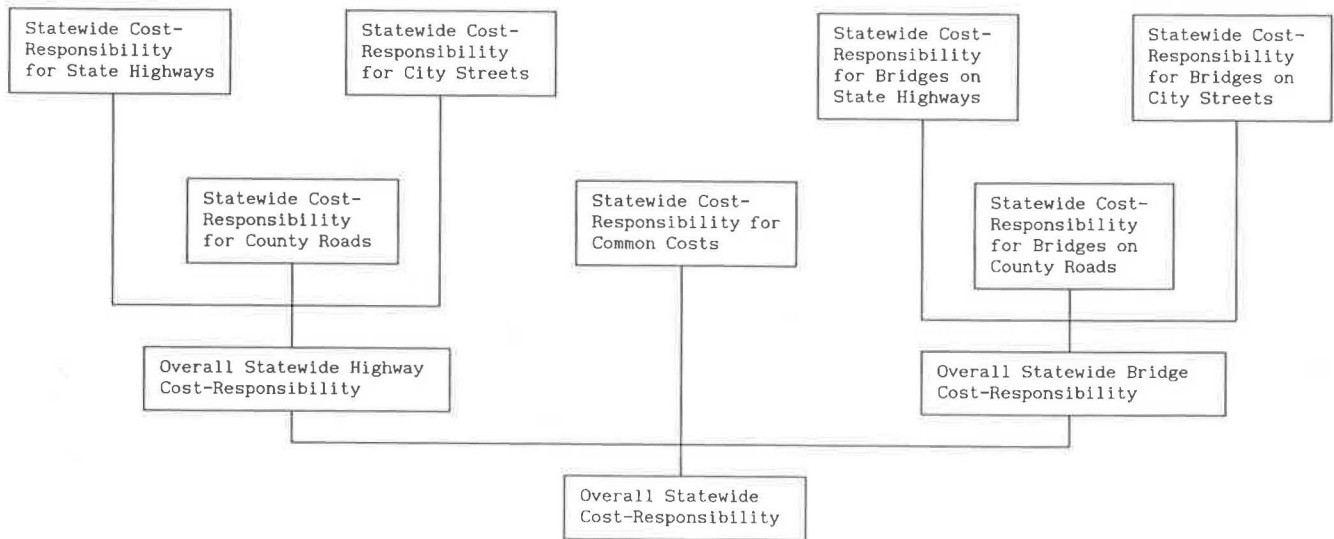 Statewide Cost-
Responsibility
for State Highways
Statewide Cost-
Responsibility
for City Streets
Statewide Cost-
Responsibility
for Bridges on
State Highways
Statewide Cost-
Responsibility
for Bridges on
City Streets
Statewide Cost-
Responsibility
for County Roads
Statewide Cost-
Responsibility for
Common Costs
Statewide Cost-
Responsibility
for Bridges on
County Roads
Overall Statewide Highway
Cost-Responsibility
Overall Statewide Bridge
Cost-Responsibility
Overall Statewide
Cost-Responsibility